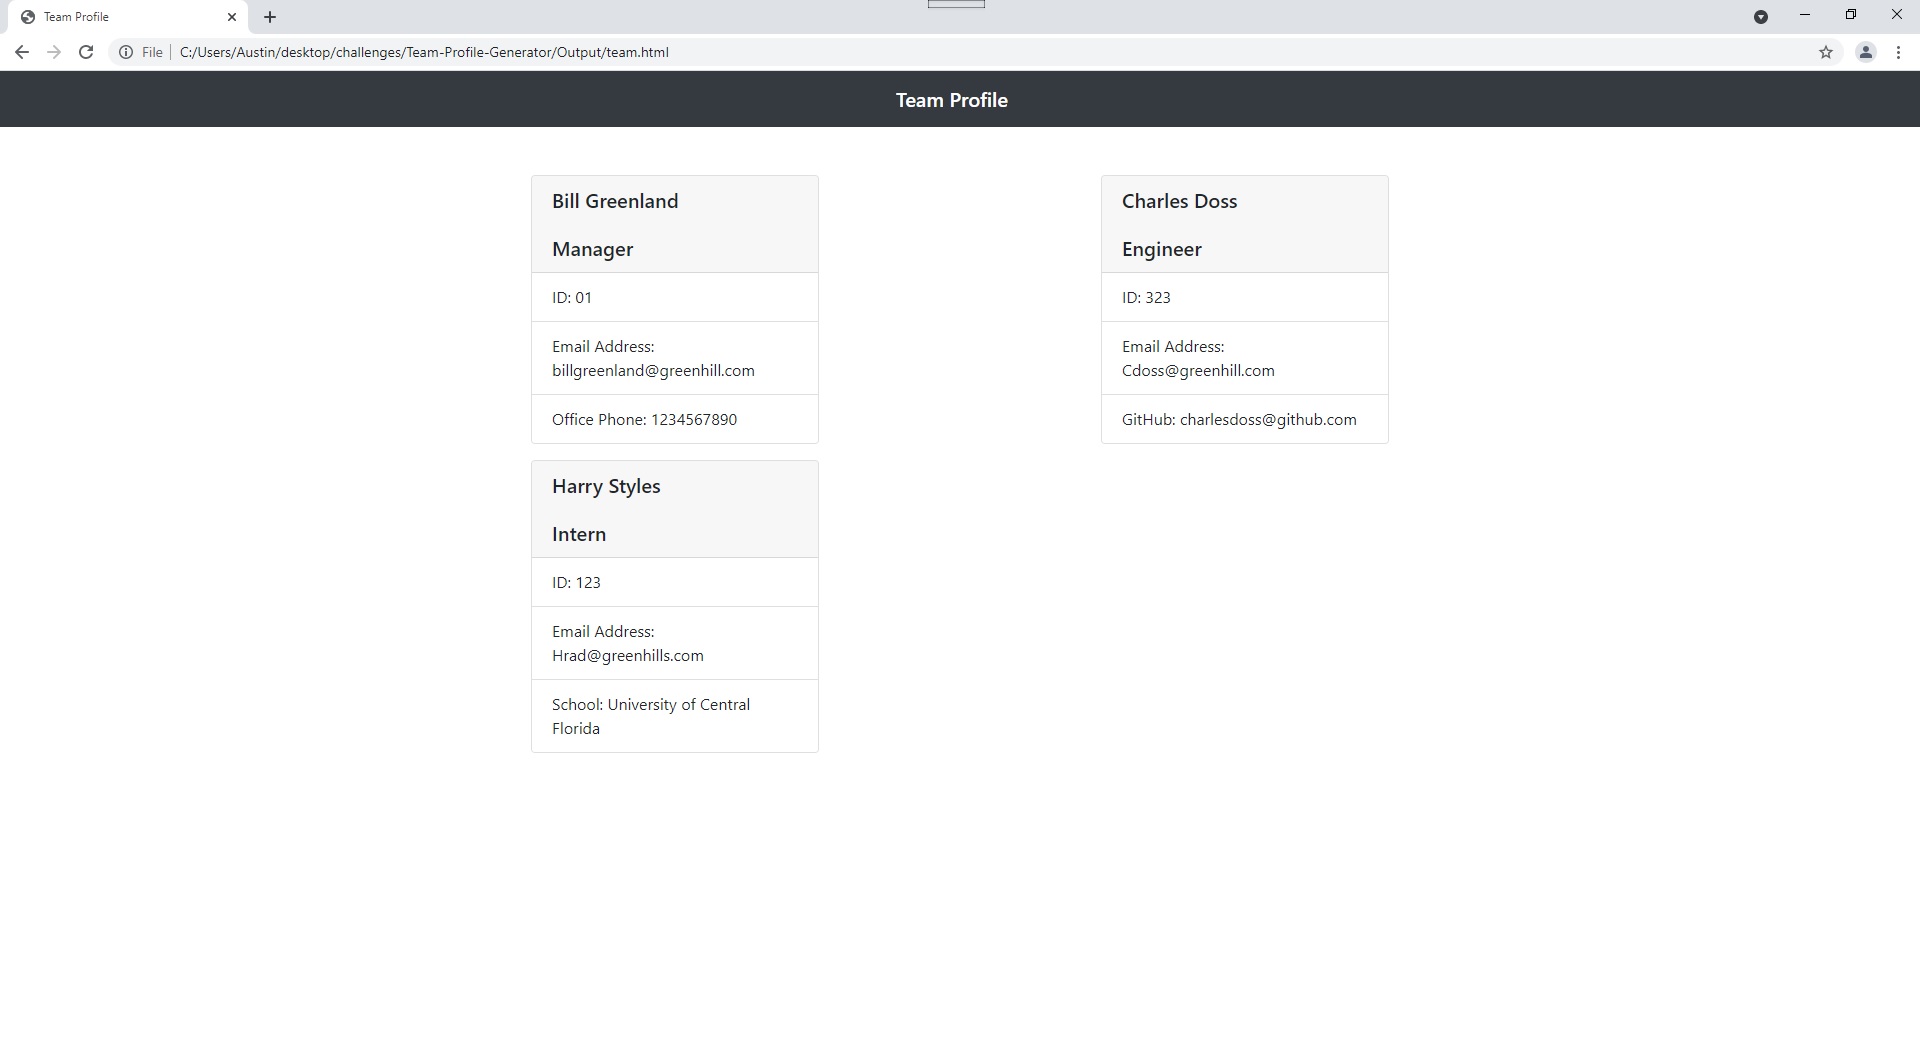 Team Profile
File
C:/Users/Austin/desktop/challenges/Team-Profile-Generator/Output/team.html
Team Profile
Bill Greenland
Manager
ID: 01
Email Address:
billgreenland@greenhill.com
Office Phone: 1234567890
Charles Doss
Engineer
ID: 323
Email Address:
Cdoss@greenhill.com
GitHub: charlesdoss@github.com
Harry Styles
Intern
ID: 123
Email Address:
Hrad@greenhills.com
School: University of Central
Florida